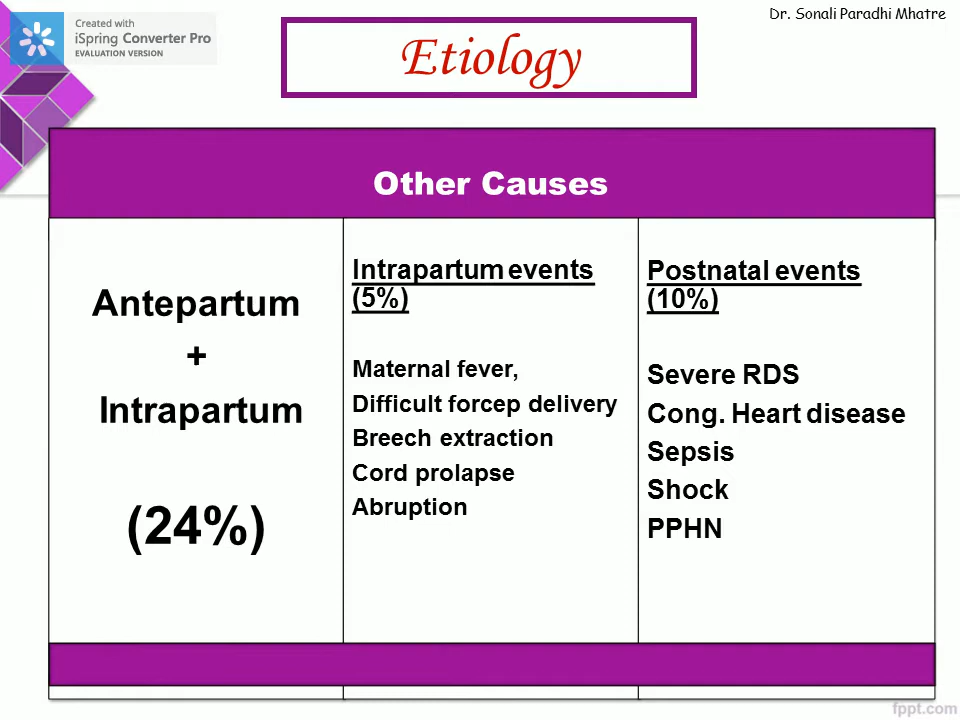 Created with
iSpring Converter Pro
EVALUATION VERSION
Dr. Sonali Paradhi Mhatre
Etiology
Other Causes
Antepartum
+
Intrapartum
(24%)
Intrapartum events
(5%)
Maternal fever,
Difficult forcep delivery
Breech extraction
Cord prolapse
Abruption
Postnatal events
(10%)
Severe RDS
Cong. Heart disease
Sepsis
Shock
PPHN
fppt.com